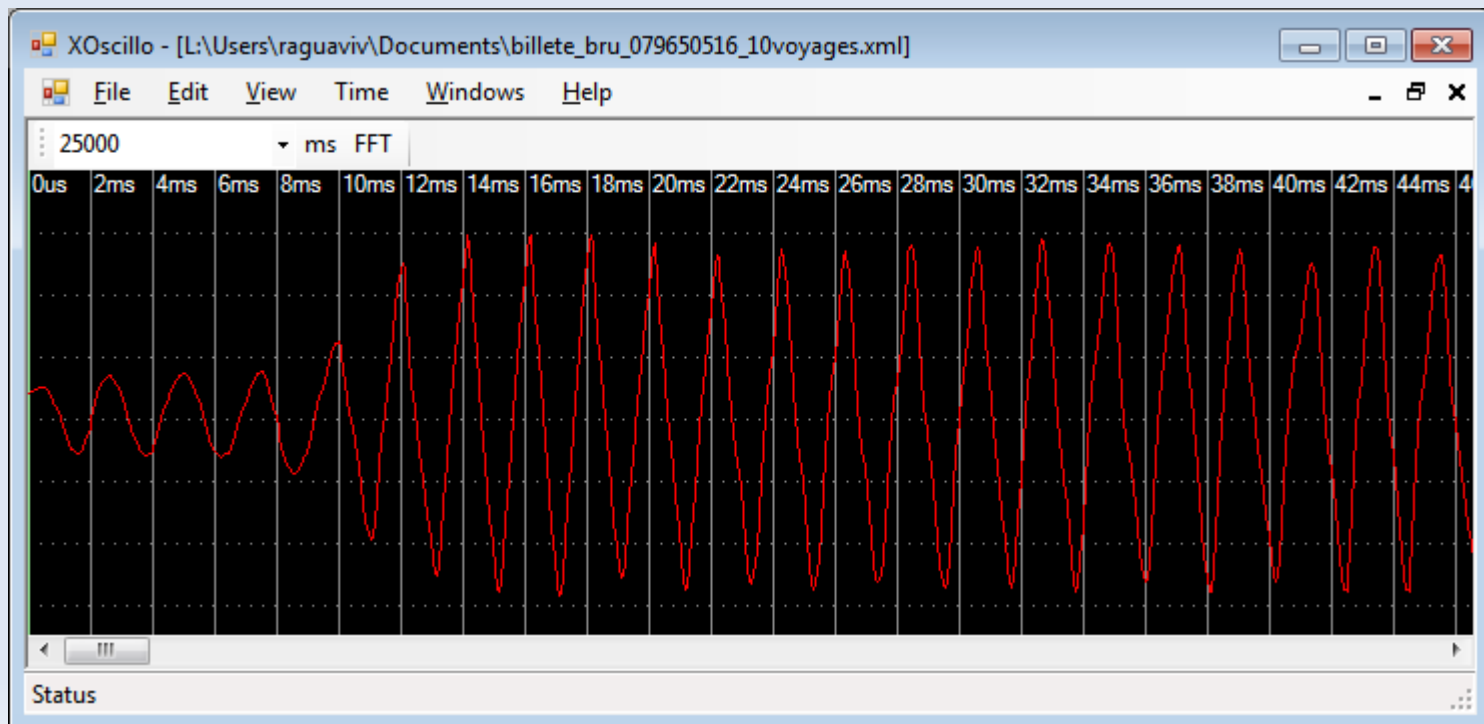 XOscillo - [L:\Users\raguaviv\Documents\billete_bru_079650516_10voyages.xml]
File Edit View Time Windows Help
25000 ms FFT
0us 2ms 4ms 6ms 8ms 10ms 12ms 14ms 16ms 18ms 20ms 22ms 24ms 26ms 28ms 30ms 32ms 34ms 36ms 38ms 40ms 42ms 44ms
Status